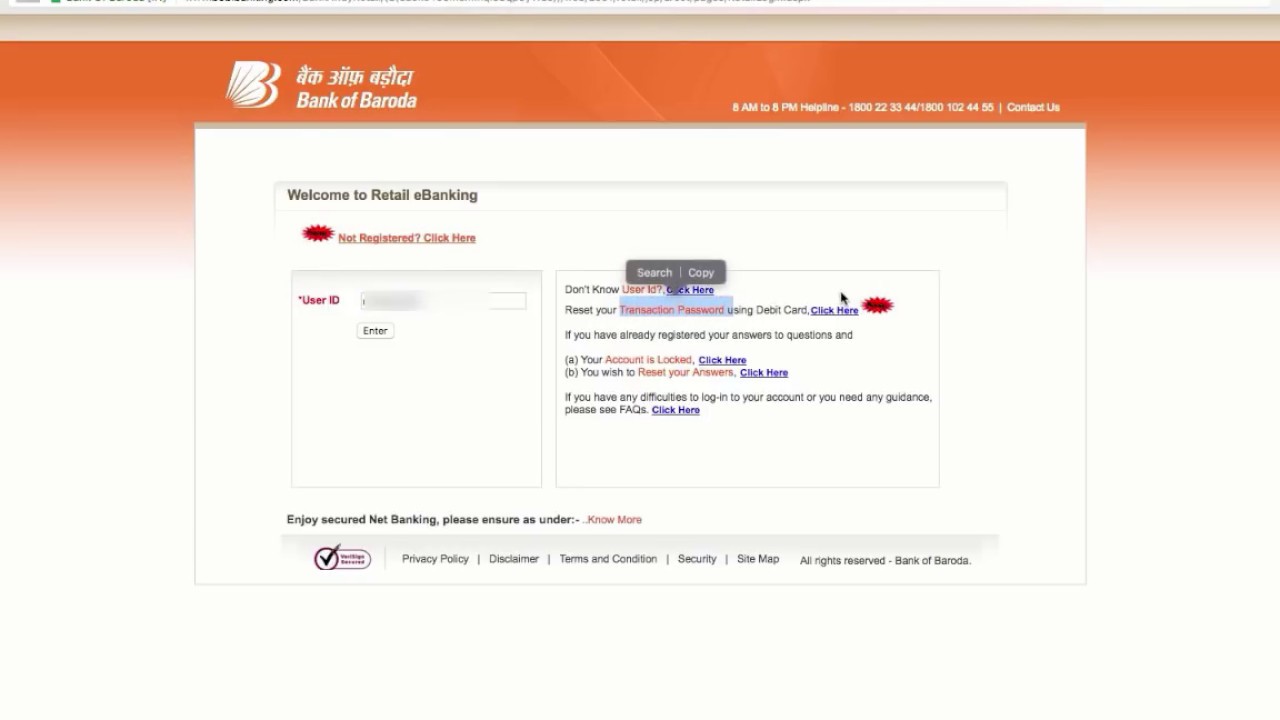 बैंक ऑफ़ बड़ौदा
Bank of Baroda
8 AM to 8 PM Helpline - 1800 22 33 44/1800 102 44 55 | Contact Us
Welcome to Retail eBanking
Not Registered? Click Here
Search | Copy
*User ID
Enter
Don't Know User Id?, Click Here
Reset your Transaction Password using Debit Card, Click Here
If you have already registered your answers to questions and
(a) Your Account is Locked, Click Here
(b) You wish to Reset your Answers, Click Here
If you have any difficulties to log-in to your account or you need any guidance,
please see FAQs. Click Here
Enjoy secured Net Banking, please ensure as under:- ..Know More
VeriSign
Secured
Privacy Policy | Disclaimer | Terms and Condition | Security | Site Map All rights reserved - Bank of Baroda.